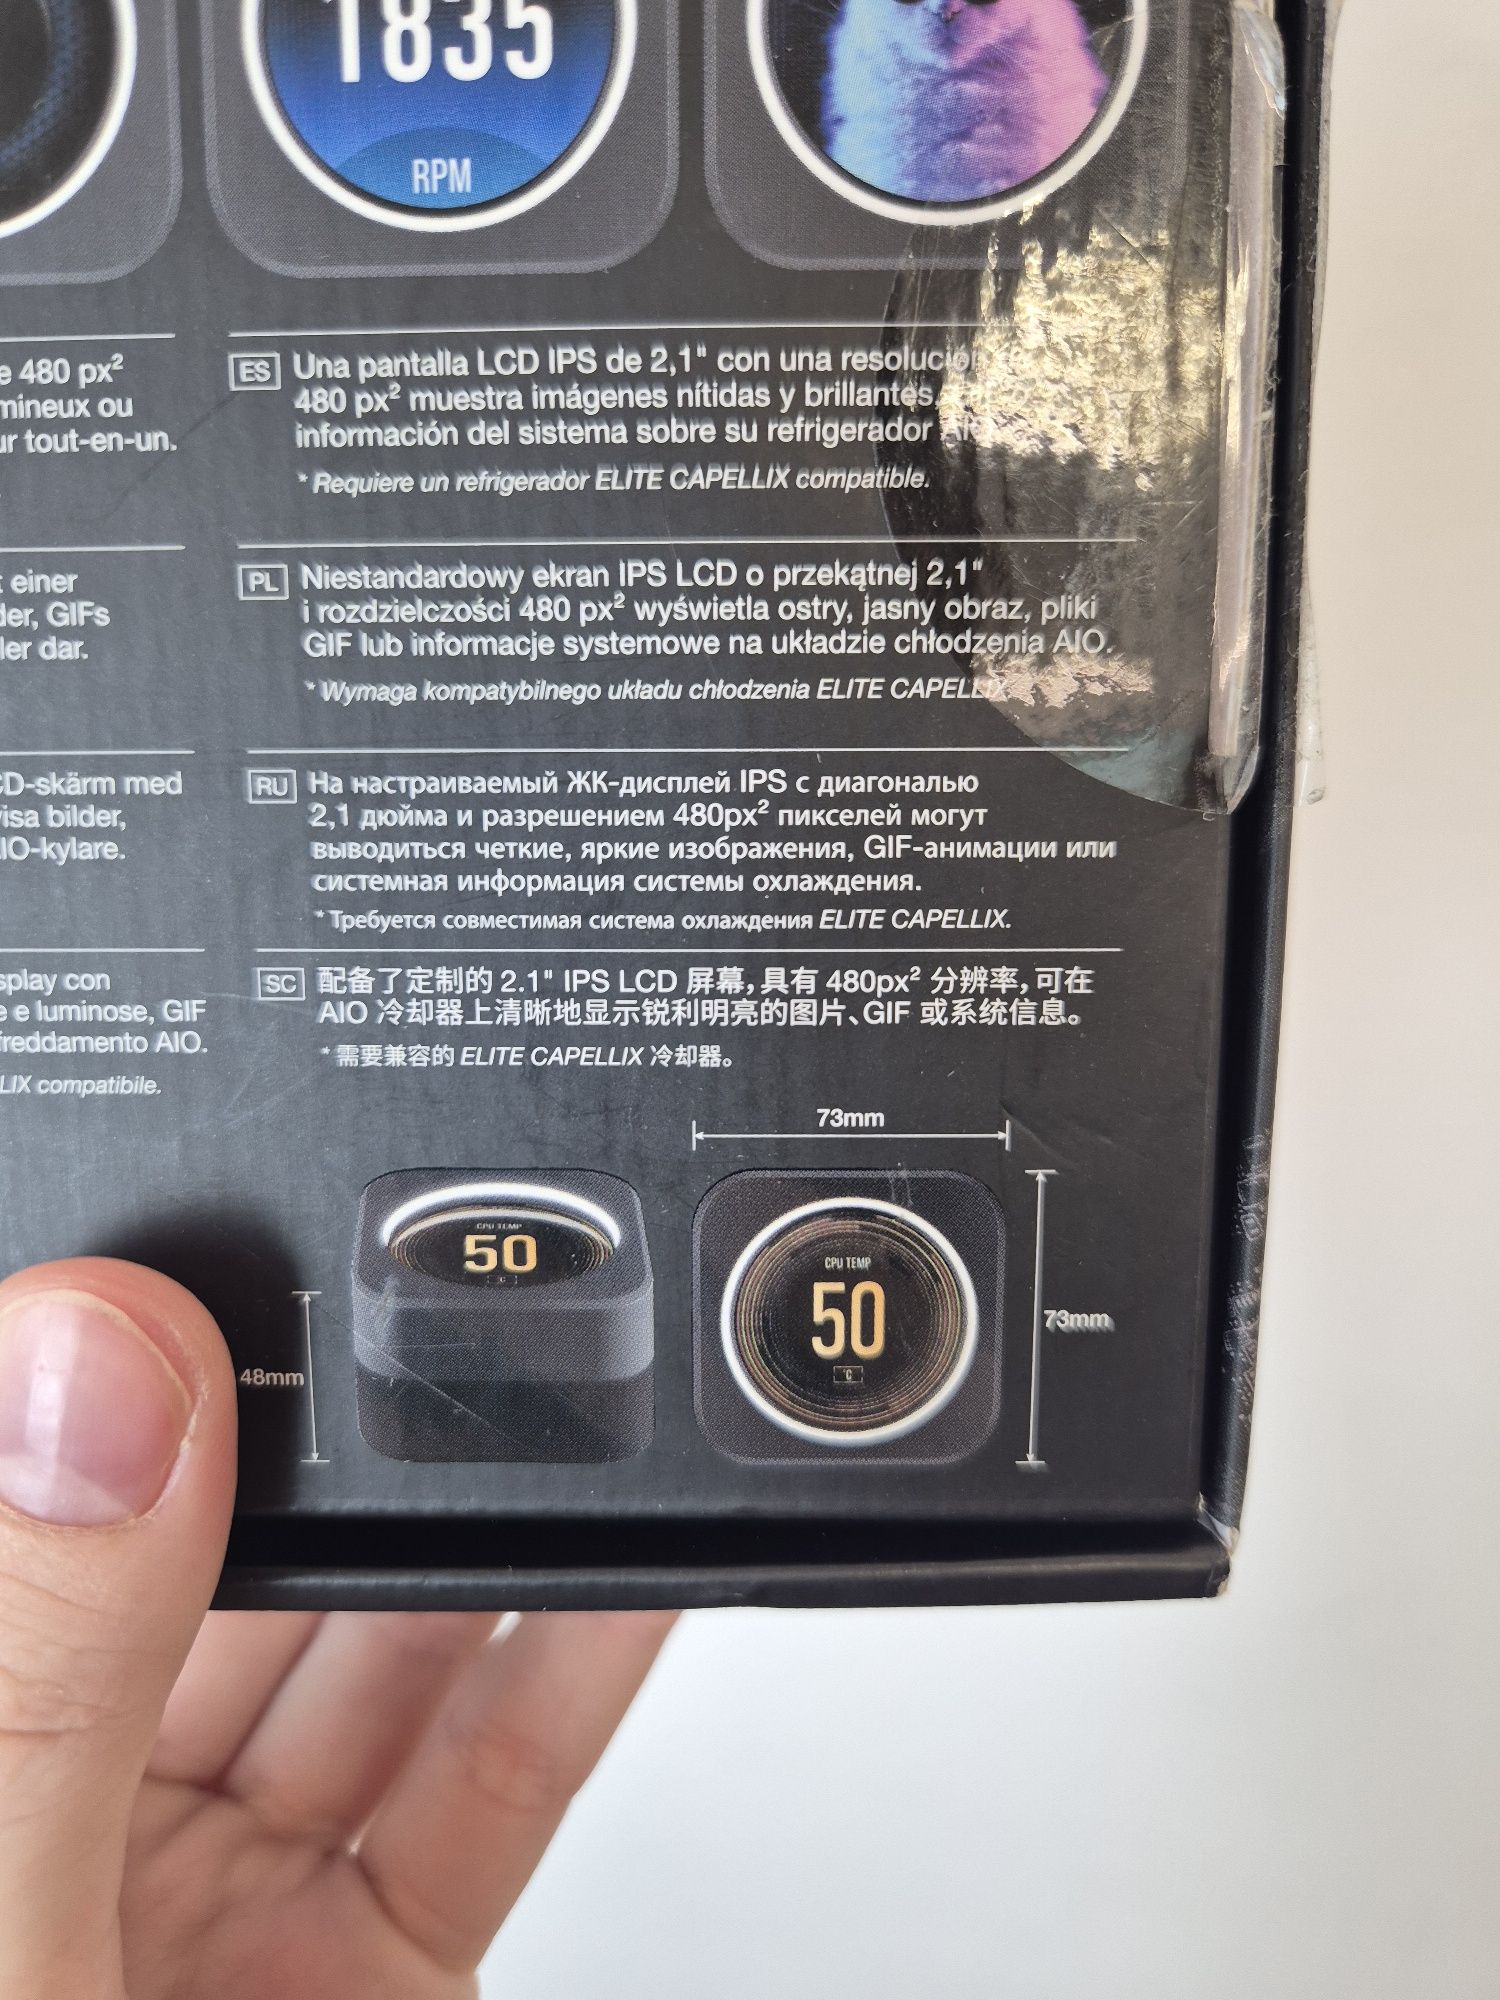 1835
RPM
e 480 px²
mineux ou
ur tout-en-un.
einer
der, GIFs
ler dar.
CD-skärm med
visa bilder,
IO-kylare.
splay con
e e luminose, GIF
freddamento AIO.
LIX compatibile.
ES Una pantalla LCD IPS de 2,1" con una resolución
480 px² muestra imágenes nítidas y brillantes,
información del sistema sobre su refrigerador AIO.
* Requiere un refrigerador ELITE CAPELLIX compatible.
PL Niestandardowy ekran IPS LCD o przekątnej 2,1"
i rozdzielczości 480 px² wyświetla ostry, jasny obraz, pliki
GIF lub informacje systemowe na układzie chłodzenia AIO.
* Wymaga kompatybilnego układu chłodzenia ELITE CAPELLIX.
RU На настраиваемый ЖК-дисплей IPS с диагональю
2,1 дюйма и разрешением 480px² пикселей могут
выводиться четкие, яркие изображения, GIF-анимации или
системная информация системы охлаждения.
* Требуется совместимая система охлаждения ELITE CAPELLIX.
SC 配备了定制的 2.1" IPS LCD 屏幕，具有 480px² 分辨率，可在
AIO 冷却器上清晰地显示锐利明亮的图片、GIF 或系统信息。
* 需要兼容的 ELITE CAPELLIX 冷却器。
73mm
CPU TEMP
50
°C
48mm
CPU TEMP
50
°C
73mm